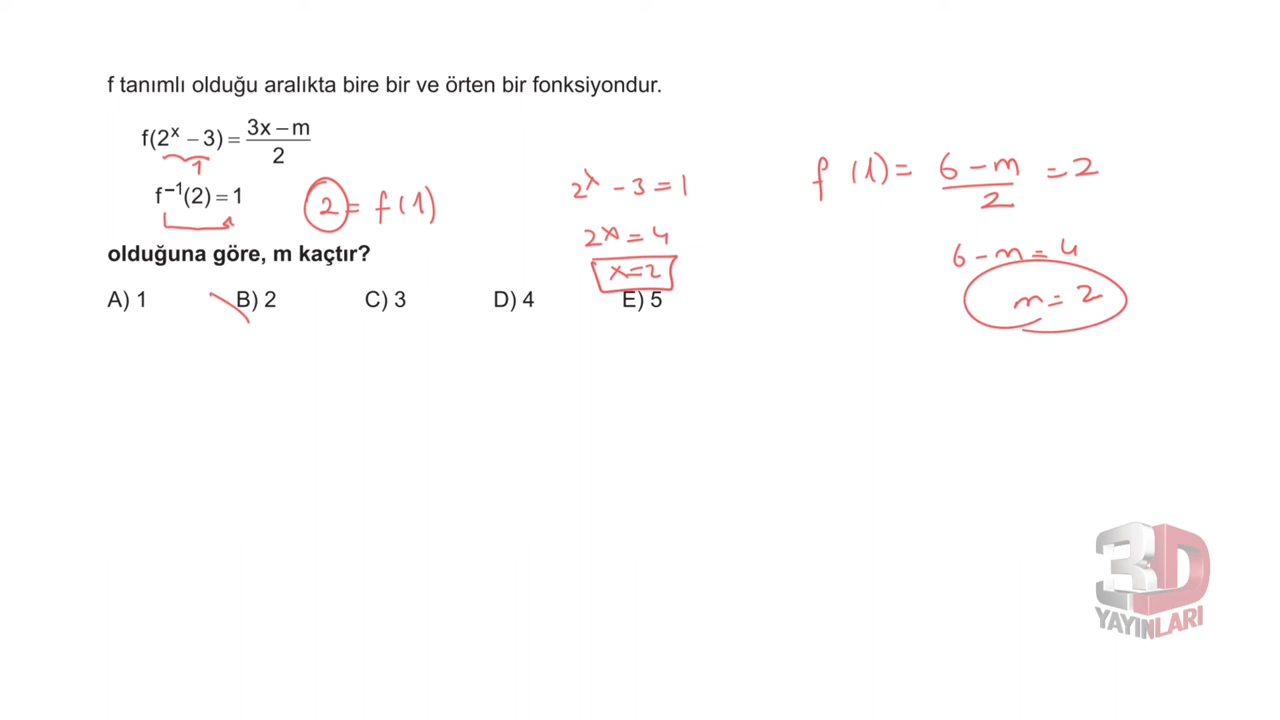 f tanımlı olduğu aralıkta bire bir ve örten bir fonksiyondur.
f(2^x − 3) = (3x − m)/2
1
f^−1(2) = 1
2 = f(1)
olduğuna göre, m kaçtır?
A) 1 B) 2 C) 3 D) 4 E) 5
2^x − 3 = 1
2^x = 4
x = 2
f(1) = (6 − m)/2 = 2
6 − m = 4
m = 2
3D
YAYINLARI